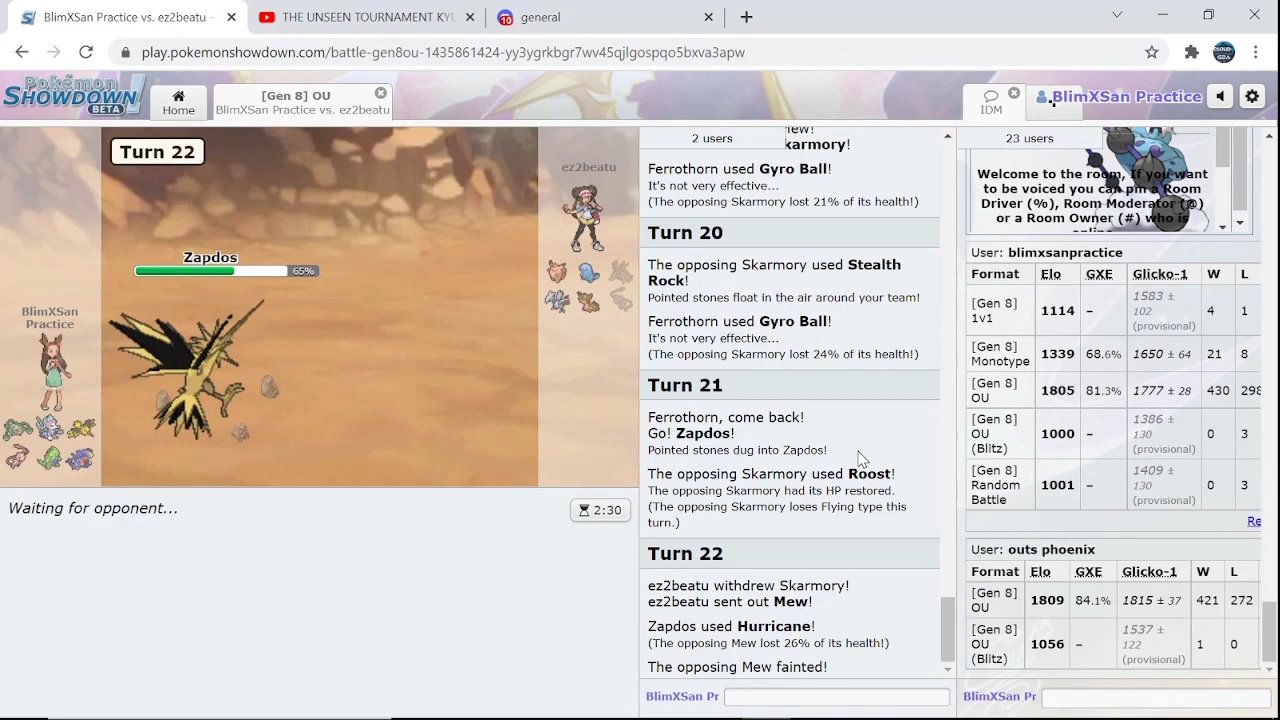 BlimXSan Practice vs. ez2beatu -
THE UNSEEN TOURNAMENT KYU
10
general
play.pokemonshowdown.com/battle-gen8ou-1435861424-yy3ygrkbgr7wv45qjlgospqo5bxva3apw
Pokémon
SHOWDOWN!
BETA
Home
[Gen 8] OU
BlimXSan Practice vs. ez2beatu
IDM
BlimXSan Practice
Turn 22
ez2beatu
Zapdos
65%
BlimXSan
Practice
Waiting for opponent...
2:30
2 users
karmory!
Ferrothorn used Gyro Ball!
It's not very effective...
(The opposing Skarmory lost 21% of its health!)
Turn 20
The opposing Skarmory used Stealth
Rock!
Pointed stones float in the air around your team!
Ferrothorn used Gyro Ball!
It's not very effective...
(The opposing Skarmory lost 24% of its health!)
Turn 21
Ferrothorn, come back!
Go! Zapdos!
Pointed stones dug into Zapdos!
The opposing Skarmory used Roost!
The opposing Skarmory had its HP restored.
(The opposing Skarmory loses Flying type this
turn.)
Turn 22
ez2beatu withdrew Skarmory!
ez2beatu sent out Mew!
Zapdos used Hurricane!
(The opposing Mew lost 26% of its health!)
The opposing Mew fainted!
BlimXSan Pr
23 users
Welcome to the room, If you want
to be voiced you can pm a Room
Driver (%), Room Moderator (@)
or a Room Owner (#) who is
User: blimxsanpractice
Format Elo GXE Glicko-1 W L
[Gen 8] 1v1 1114 – 1583 ± 102 (provisional) 4 1
[Gen 8] Monotype 1339 68.6% 1650 ± 64 21 8
[Gen 8] OU 1805 81.3% 1777 ± 28 430 298
[Gen 8] OU (Blitz) 1000 – 1386 ± 130 (provisional) 0 3
[Gen 8] Random Battle 1001 – 1409 ± 130 (provisional) 0 3
Re
User: outs phoenix
Format Elo GXE Glicko-1 W L
[Gen 8] OU 1809 84.1% 1815 ± 37 421 272
[Gen 8] OU (Blitz) 1056 – 1537 ± 122 (provisional) 1 0
BlimXSan Pr